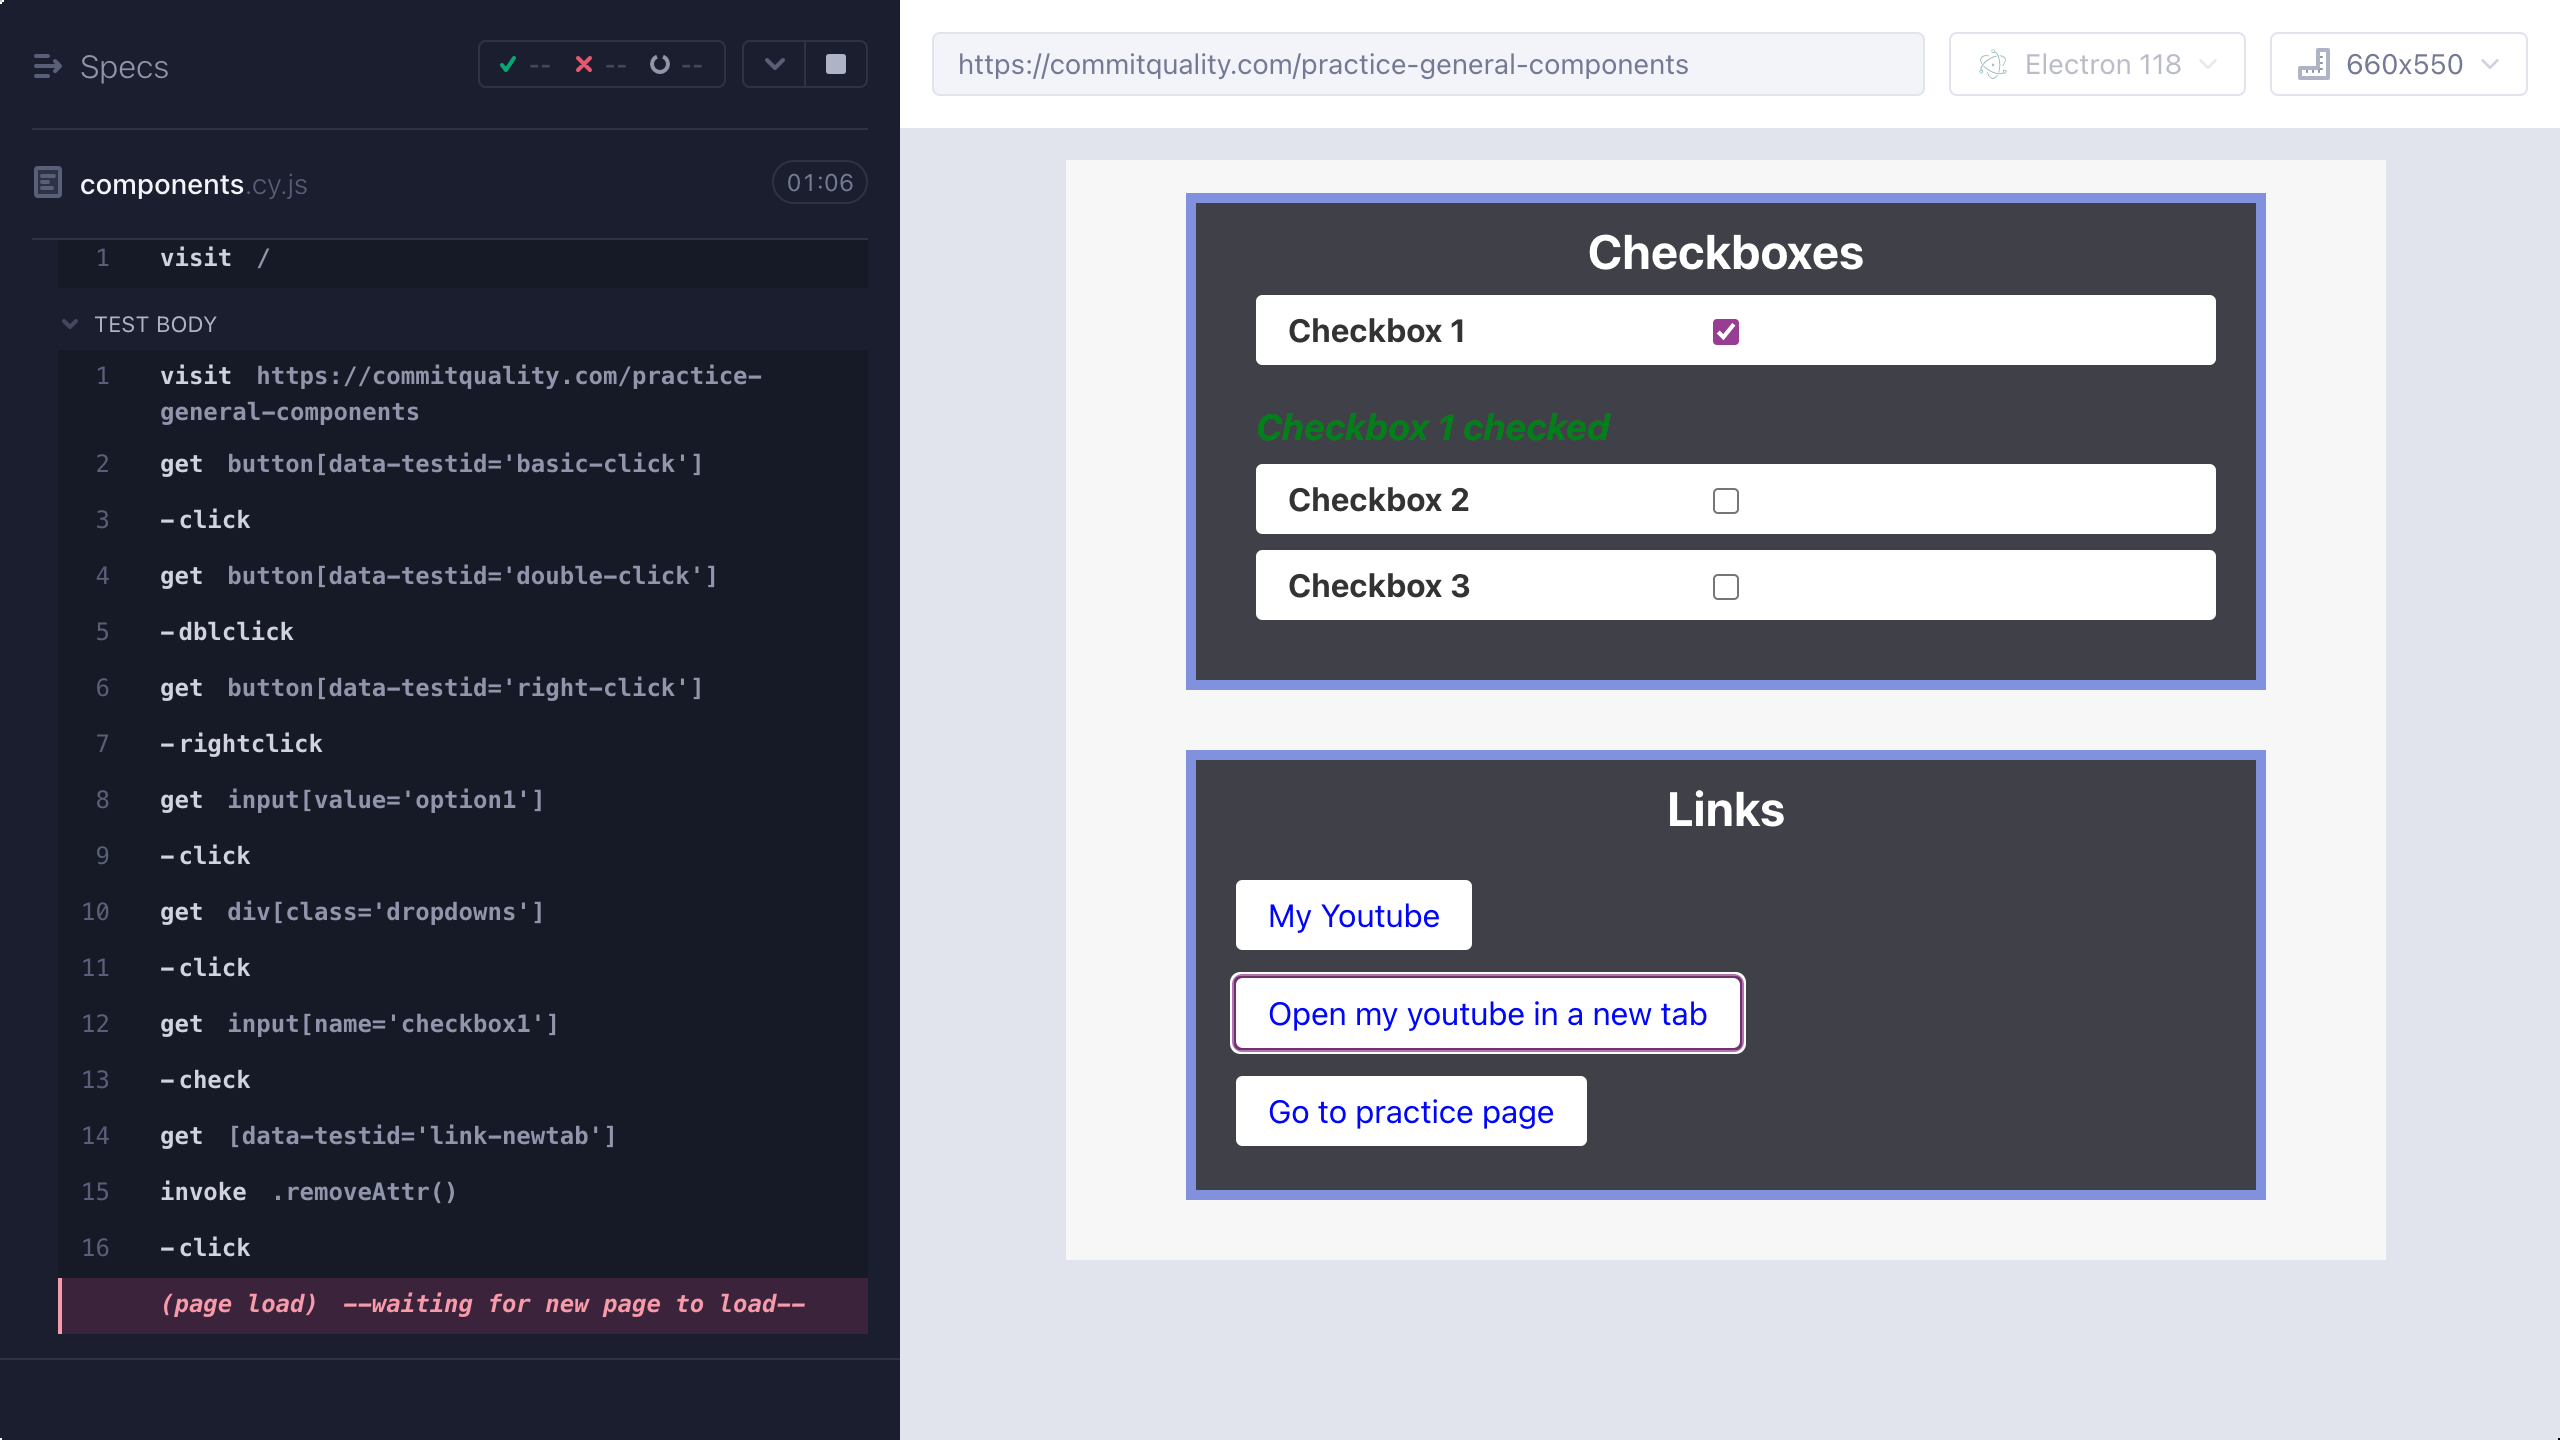 Specs
--
--
--
components.cy.js
01:06
1 visit /
TEST BODY
1 visit https://commitquality.com/practice-
general-components
2 get button[data-testid='basic-click']
3 -click
4 get button[data-testid='double-click']
5 -dblclick
6 get button[data-testid='right-click']
7 -rightclick
8 get input[value='option1']
9 -click
10 get div[class='dropdowns']
11 -click
12 get input[name='checkbox1']
13 -check
14 get [data-testid='link-newtab']
15 invoke .removeAttr()
16 -click
(page load) --waiting for new page to load--
https://commitquality.com/practice-general-components
Electron 118
660x550
Checkboxes
Checkbox 1
Checkbox 1 checked
Checkbox 2
Checkbox 3
Links
My Youtube
Open my youtube in a new tab
Go to practice page